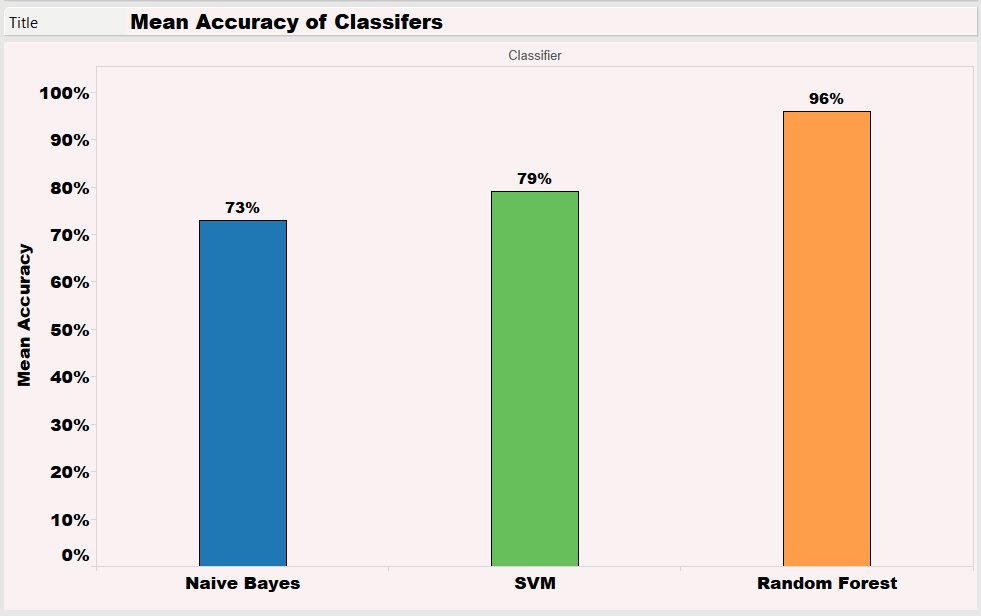 Title
Mean Accuracy of Classifers
Classifier
100%
90%
80%
70%
60%
50%
40%
30%
20%
10%
0%
Mean Accuracy
73%
79%
96%
Naive Bayes
SVM
Random Forest